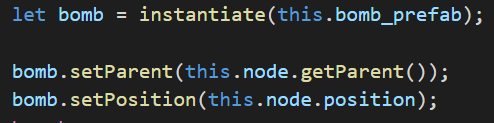 let bomb = instantiate(this.bomb_prefab);
bomb.setParent(this.node.getParent());
bomb.setPosition(this.node.position);